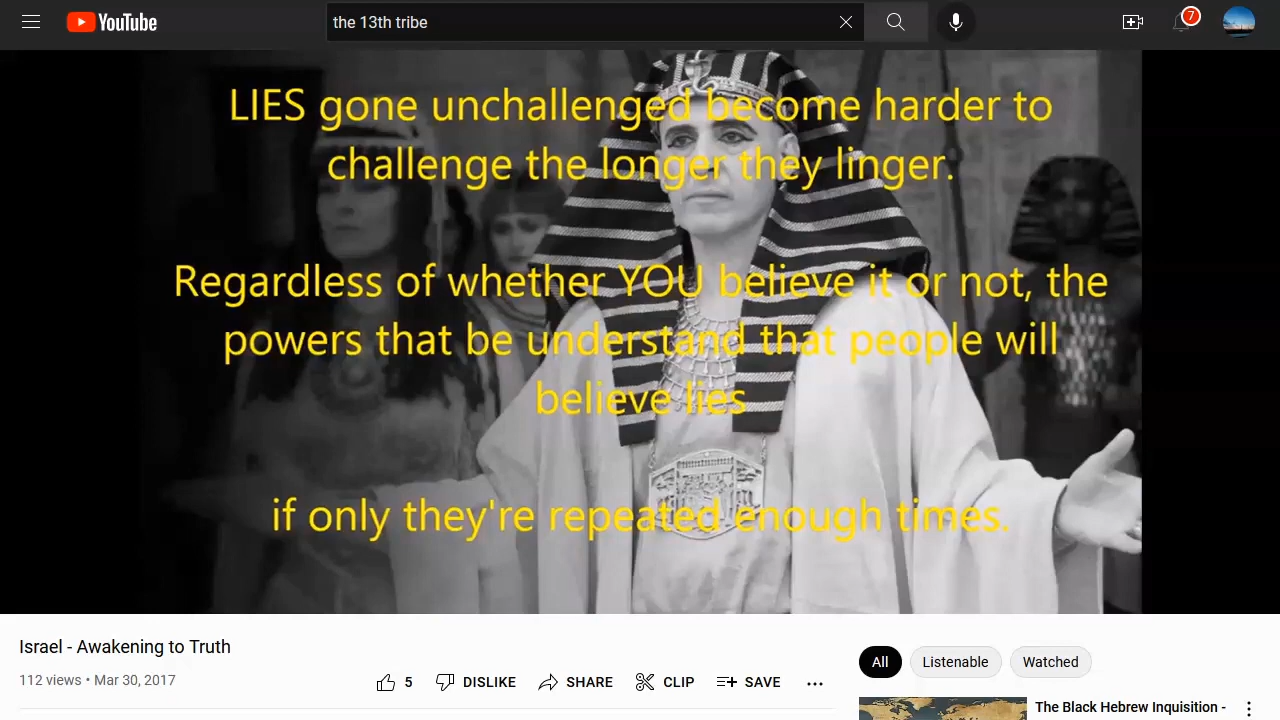 YouTube
the 13th tribe
7
LIES gone unchallenged become harder to
challenge the longer they linger.
Regardless of whether YOU believe it or not, the
powers that be understand that people will
believe lies
if only they're repeated enough times.
Israel - Awakening to Truth
112 views • Mar 30, 2017
5
DISLIKE
SHARE
CLIP
SAVE
All
Listenable
Watched
The Black Hebrew Inquisition -